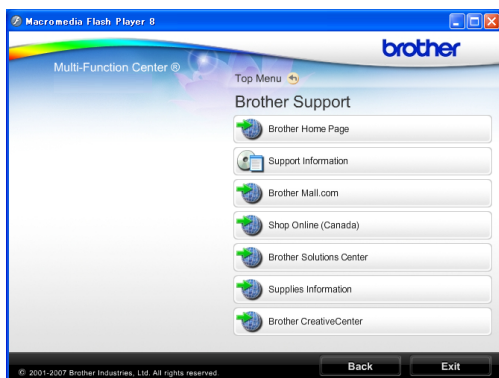 Macromedia Flash Player 8
brother
Multi-Function Center ®
Top Menu
Brother Support
Brother Home Page
Support Information
Brother Mall.com
Shop Online (Canada)
Brother Solutions Center
Supplies Information
Brother CreativeCenter
© 2001-2007 Brother Industries, Ltd. All rights reserved.
Back
Exit